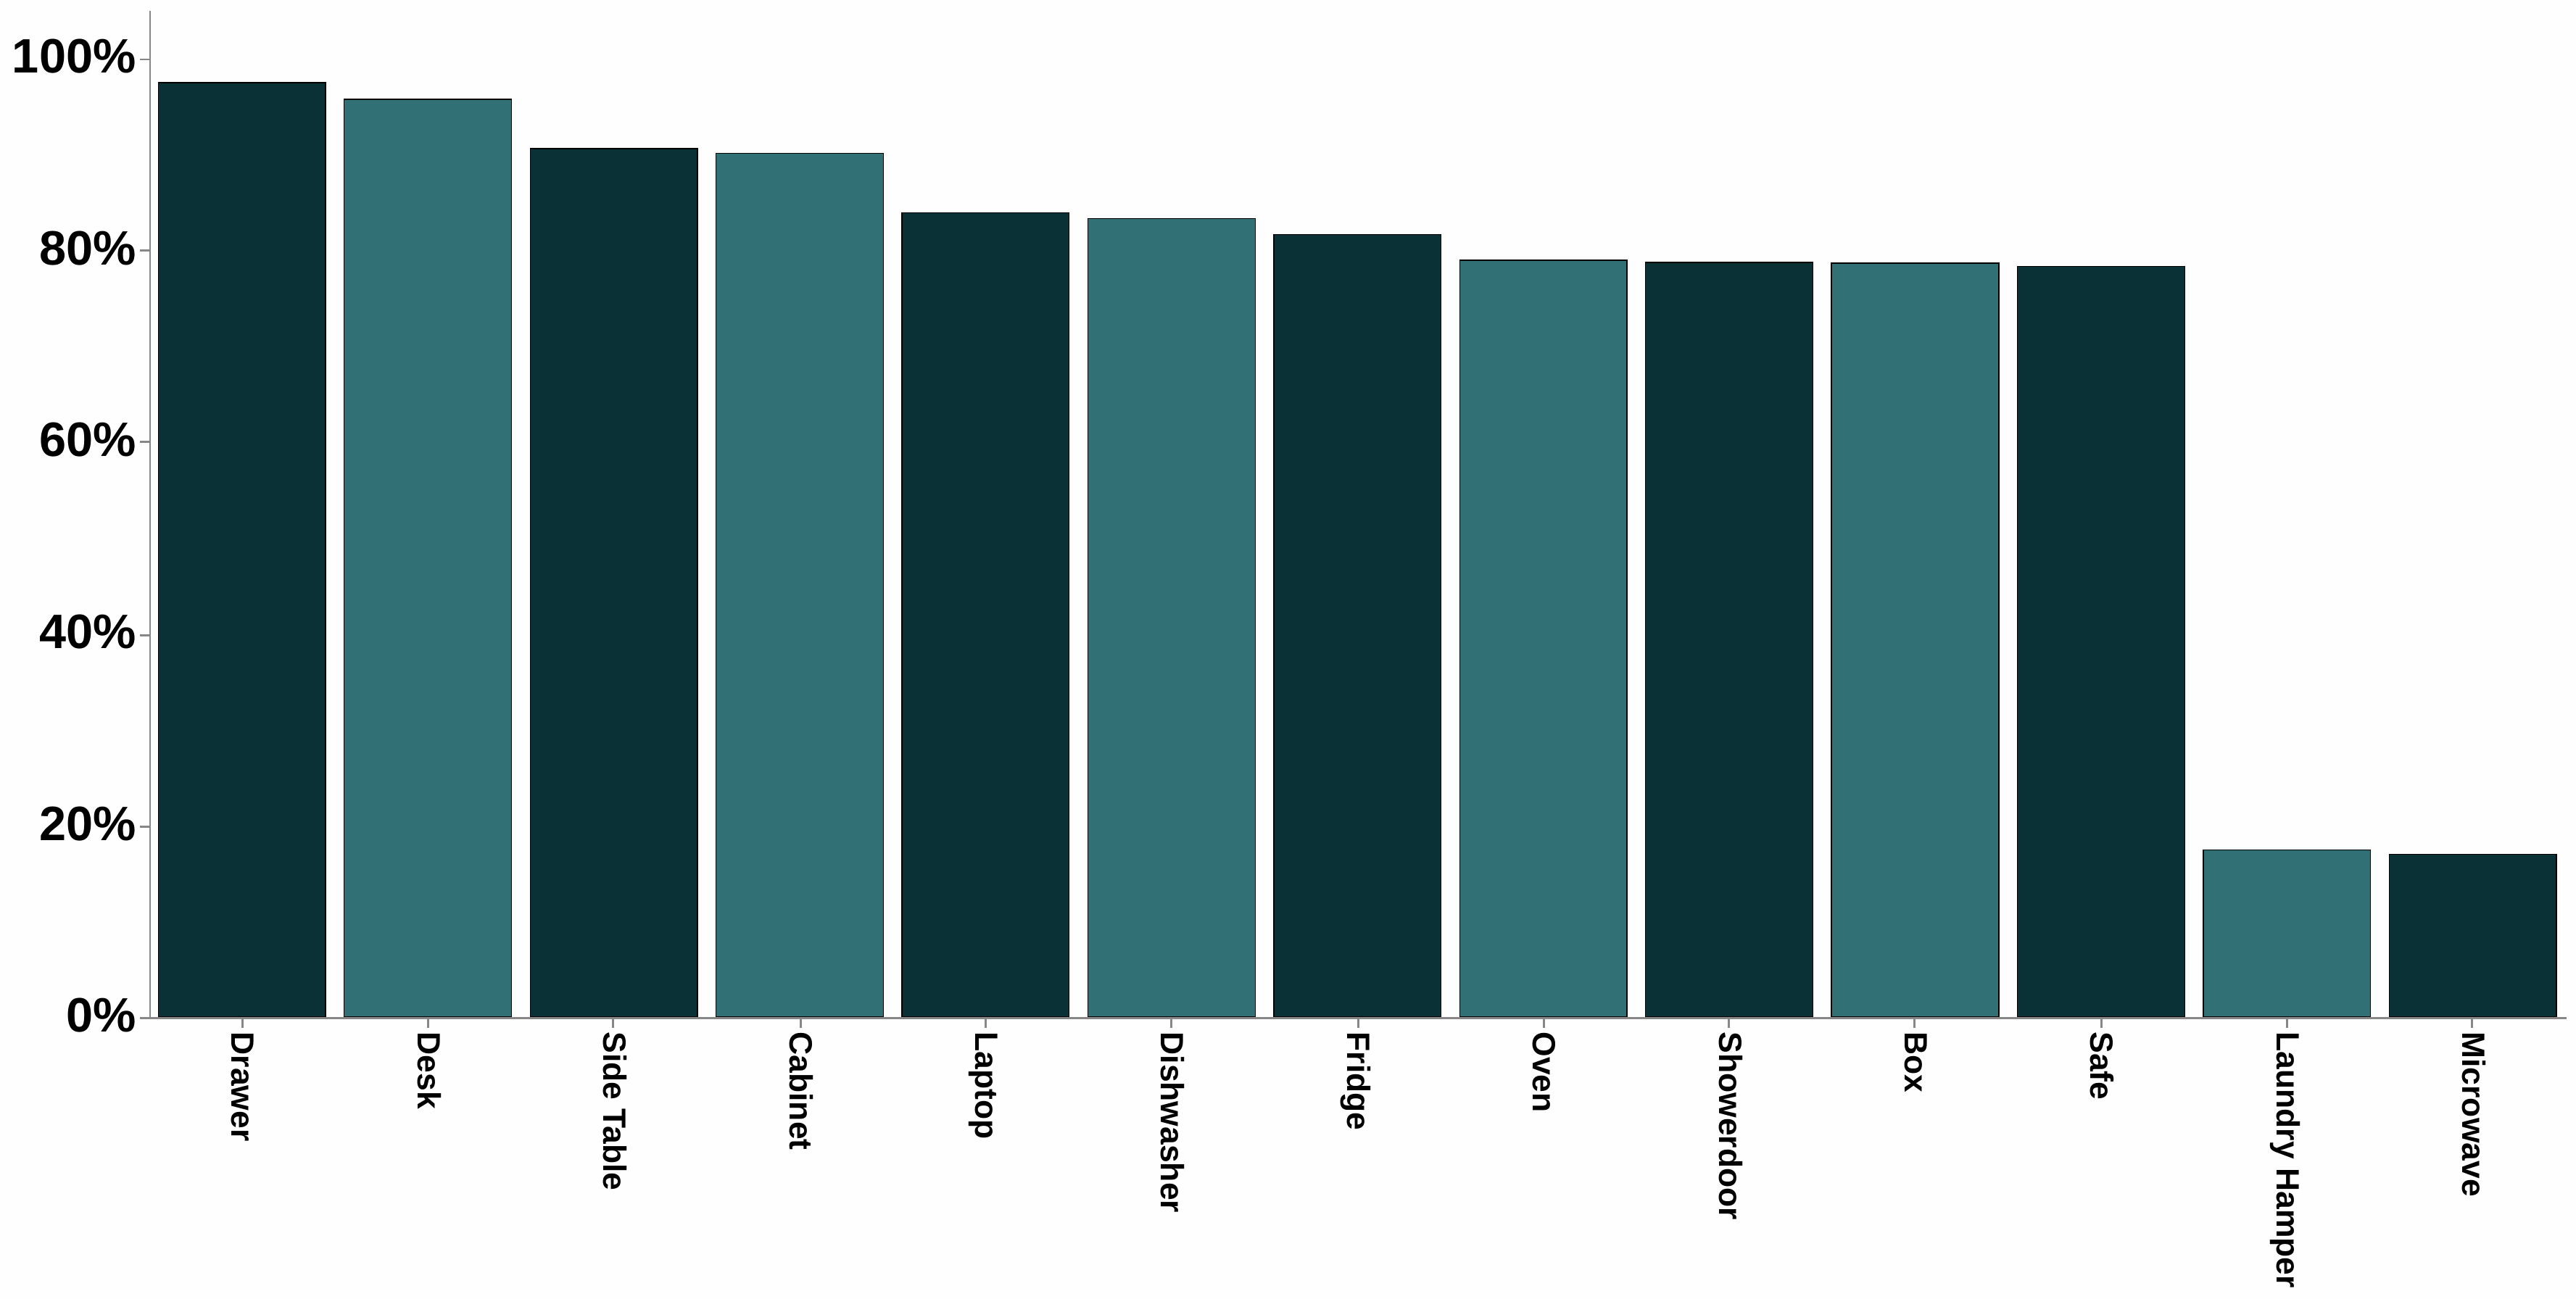 100%
80%
60%
40%
20%
0%
Drawer
Desk
Side Table
Cabinet
Laptop
Dishwasher
Fridge
Oven
Showerdoor
Box
Safe
Laundry Hamper
Microwave